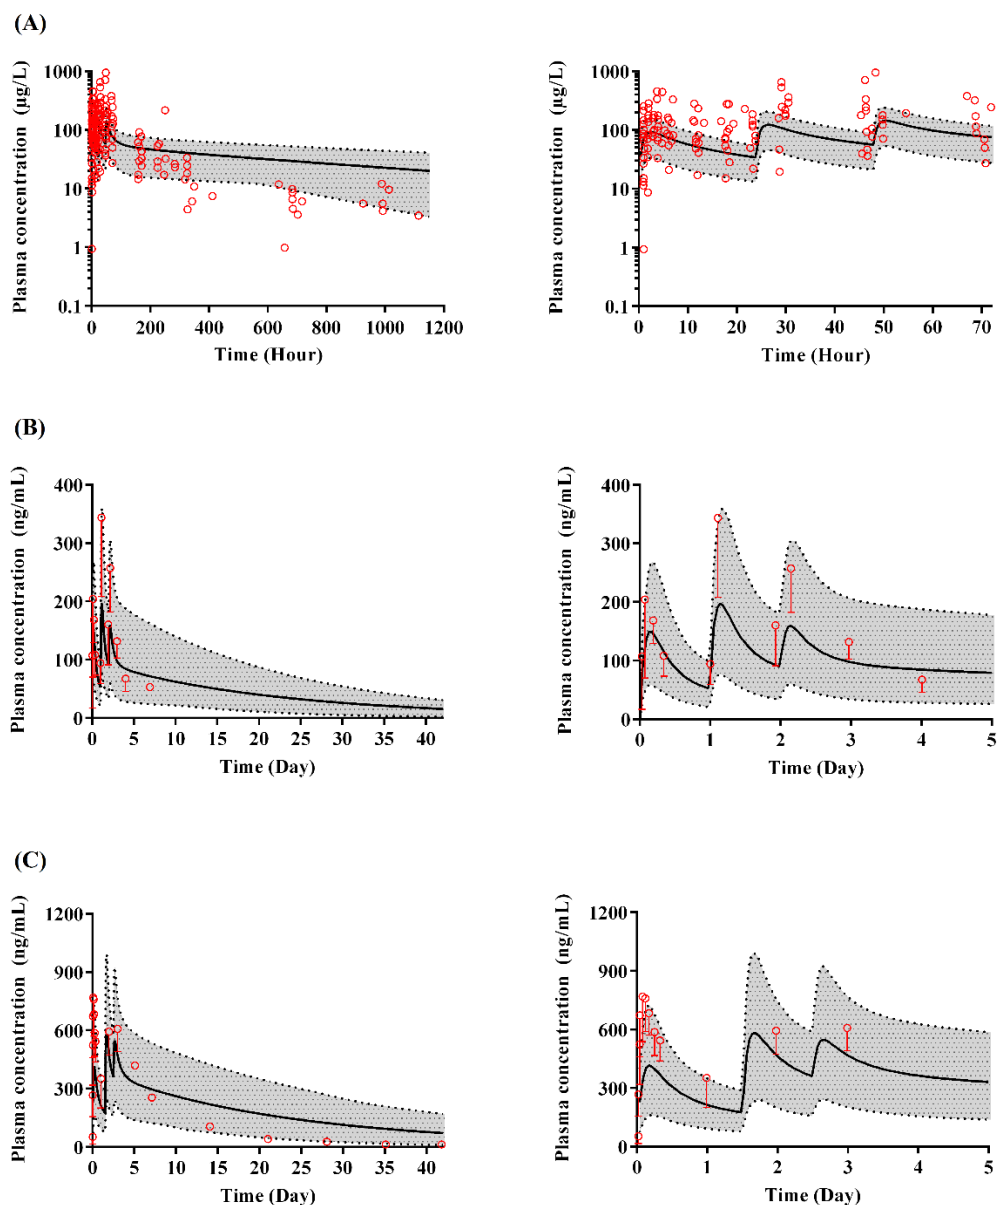 (A)
Plasma concentration (µg/L)
1000
100
10
1
0.1
0 200 400 600 800 1000 1200
Time (Hour)
Plasma concentration (µg/L)
1000
100
10
1
0.1
0 10 20 30 40 50 60 70
Time (Hour)
(B)
Plasma concentration (ng/mL)
400
300
200
100
0
0 5 10 15 20 25 30 35 40
Time (Day)
Plasma concentration (ng/mL)
400
300
200
100
0
0 1 2 3 4 5
Time (Day)
(C)
Plasma concentration (ng/mL)
1200
900
600
300
0
0 5 10 15 20 25 30 35 40
Time (Day)
Plasma concentration (ng/mL)
1200
900
600
300
0
0 1 2 3 4 5
Time (Day)